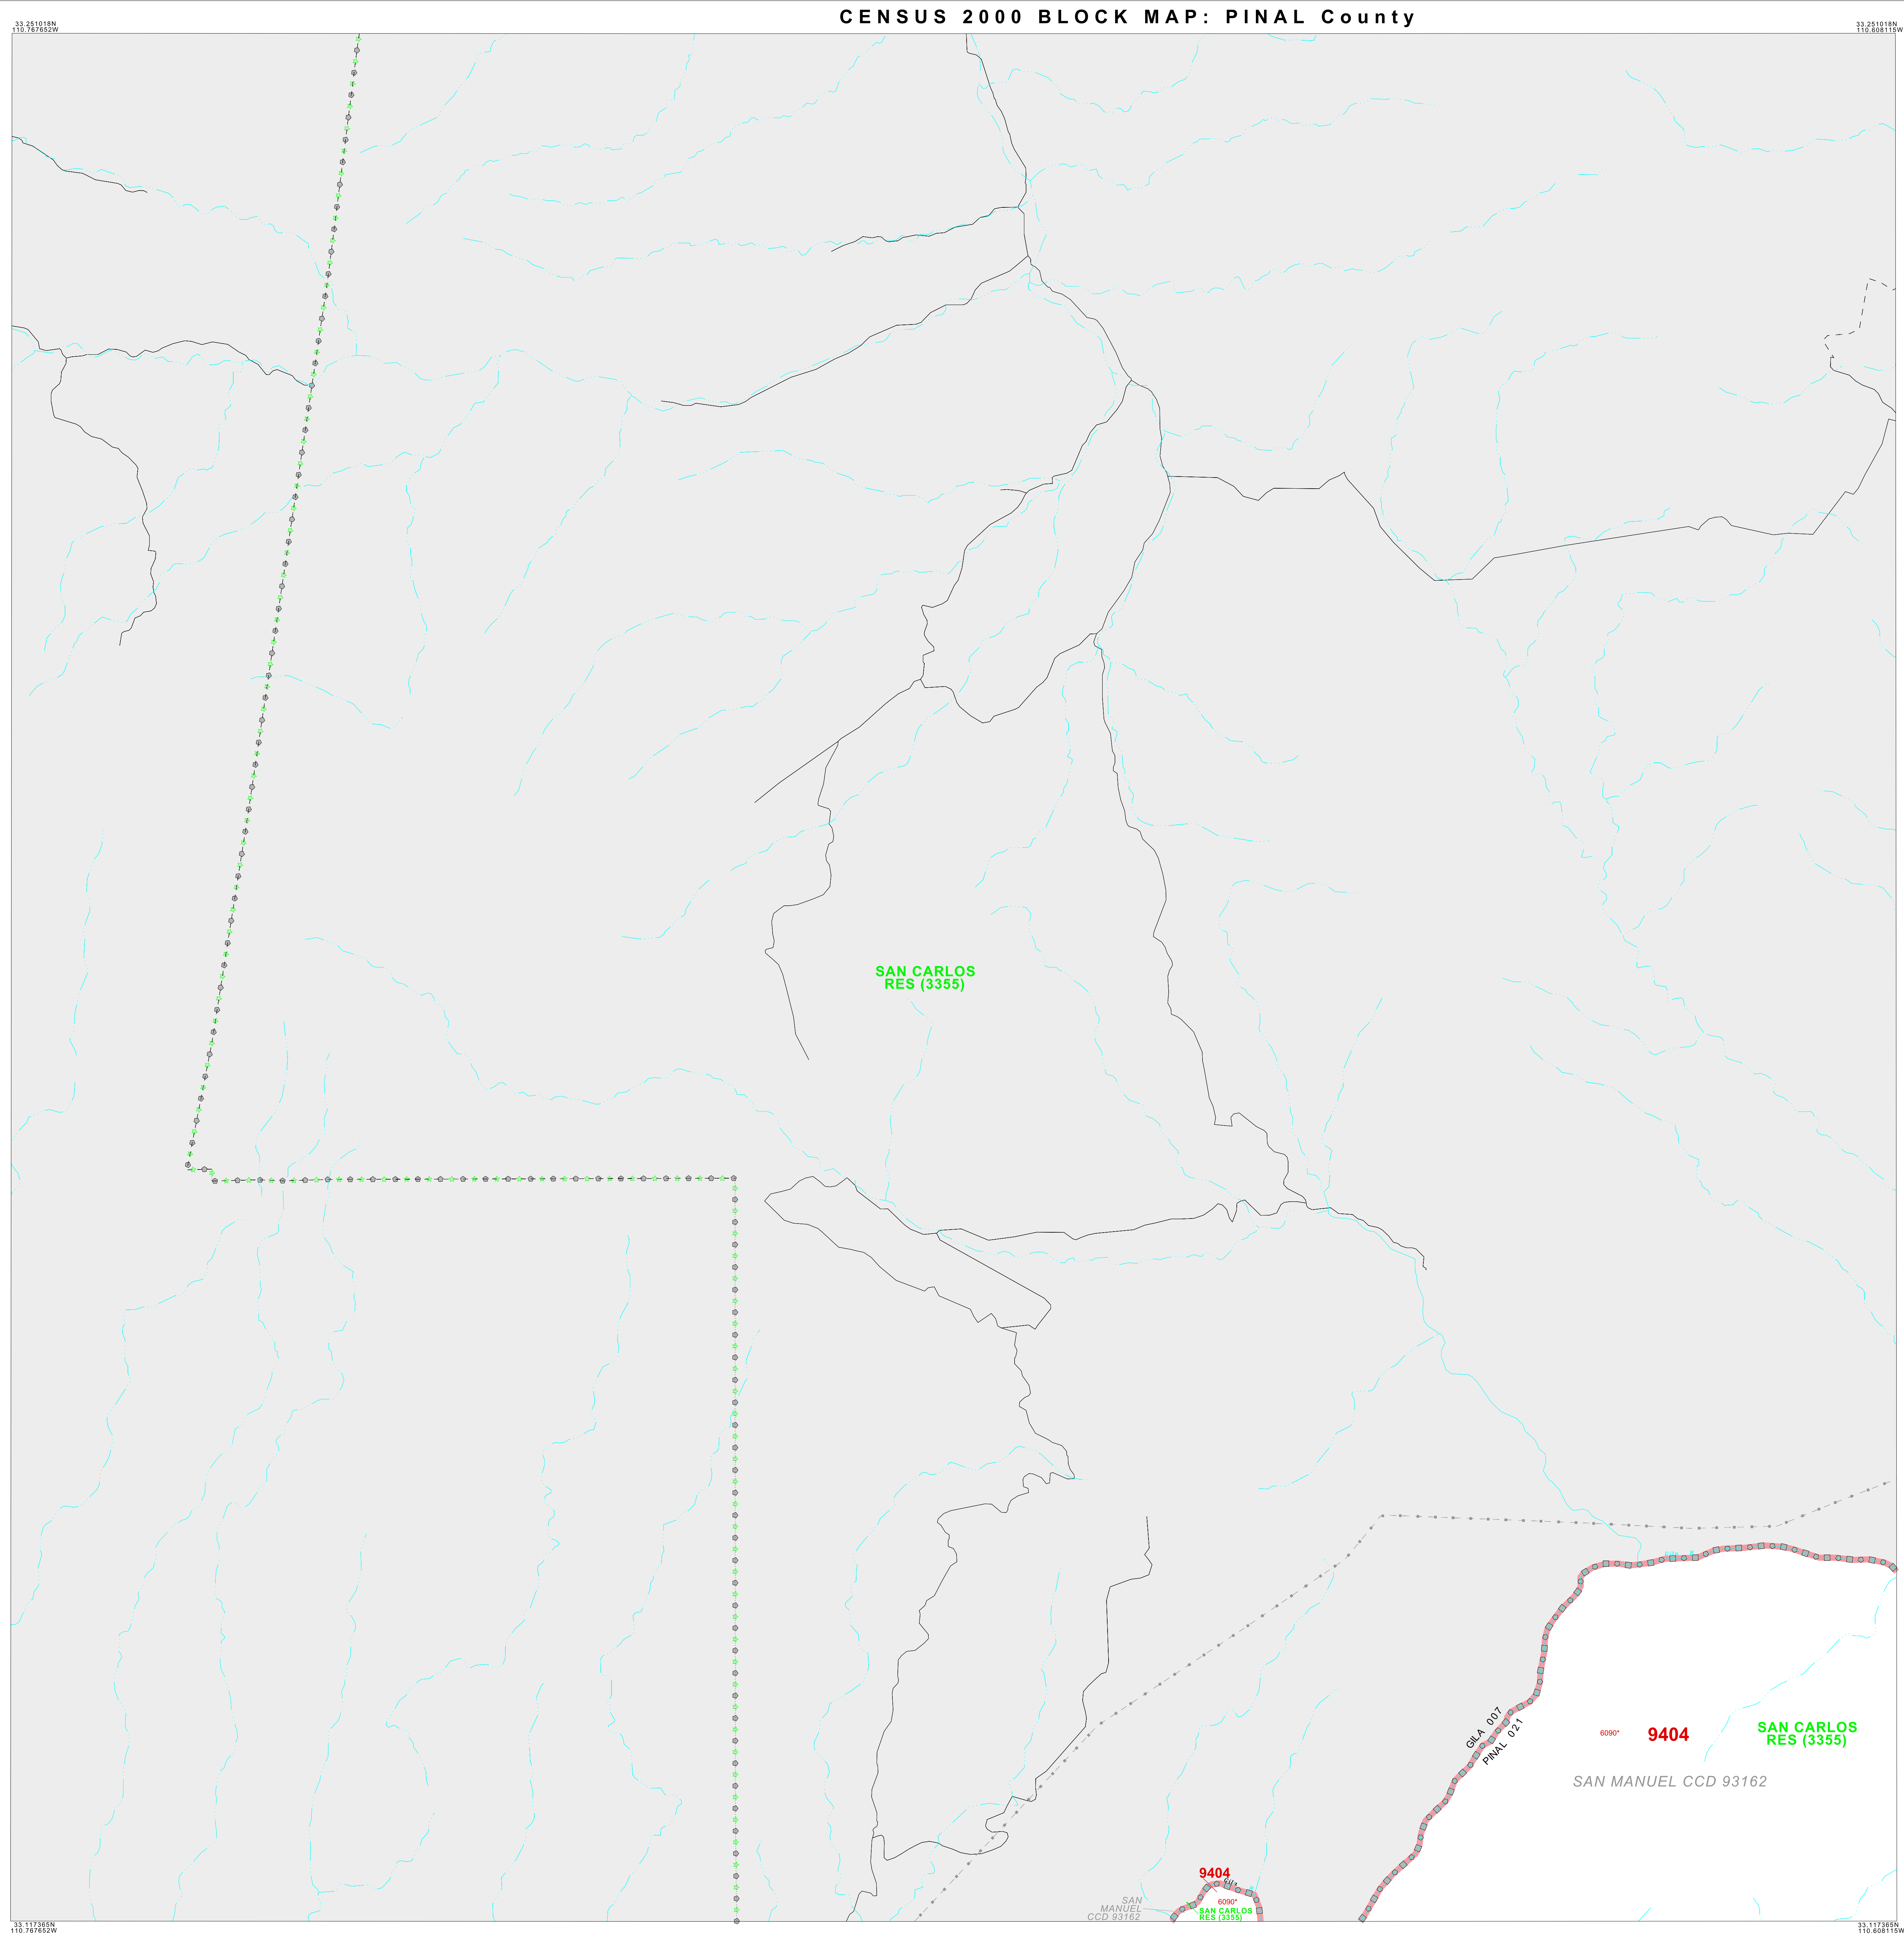 CENSUS 2000 BLOCK MAP: PINAL County
33.251018N
110.767652W
33.251018N
110.608115W
SAN CARLOS
RES (3355)
GILA 007
PINAL 021
6090*
9404
SAN CARLOS
RES (3355)
SAN MANUEL CCD 93162
9404
6090*
SAN
MANUEL
CCD 93162
SAN CARLOS
RES (3355)
33.117365N
110.767652W
33.117365N
110.608115W